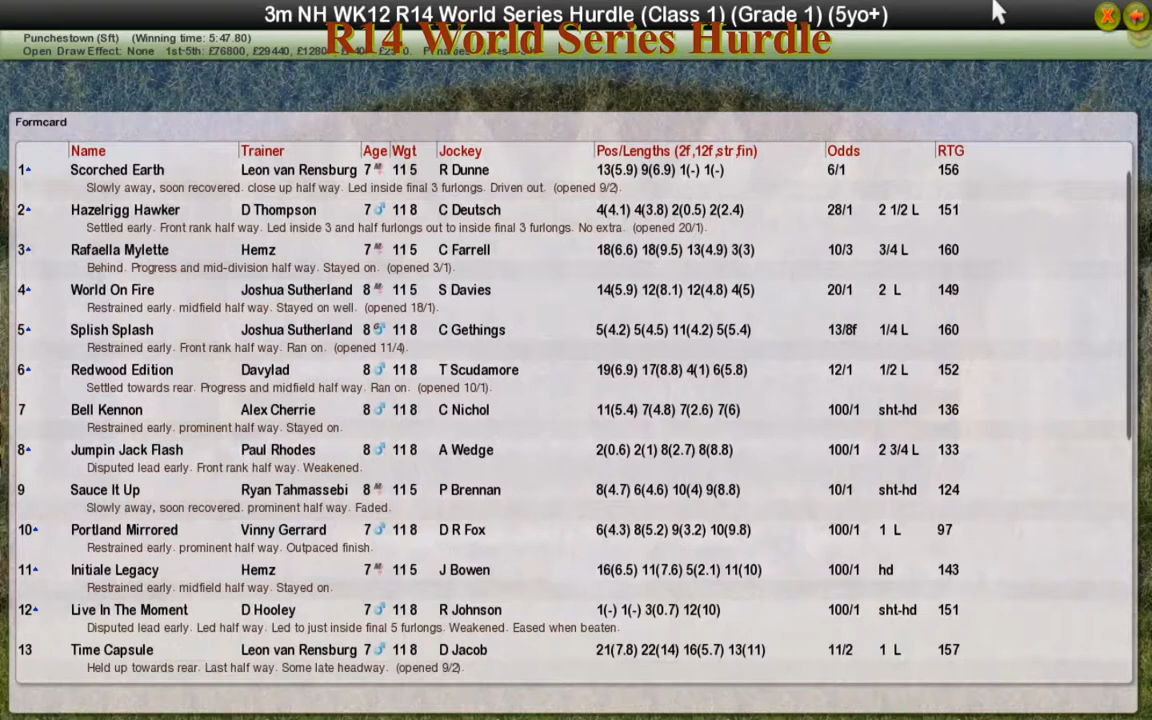 3m NH WK12 R14 World Series Hurdle (Class 1) (Grade 1) (5yo+)
R14 World Series Hurdle
Punchestown (Sft) (Winning time: 5:47.80)
Open Draw Effect: None 1st-5th: £76800, £29440, £1280
Formcard
Name Trainer Age Wgt Jockey Pos/Lengths (2f,12f,str,fin) Odds RTG
1 Scorched Earth Leon van Rensburg 7 11 5 R Dunne 13(5.9) 9(6.9) 1(-) 1(-) 6/1 156
Slowly away, soon recovered. close up half way. Led inside final 3 furlongs. Driven out. (opened 9/2).
2 Hazelrigg Hawker D Thompson 7 11 8 C Deutsch 4(4.1) 4(3.8) 2(0.5) 2(2.4) 28/1 2 1/2 L 151
Settled early. Front rank half way. Led inside 3 and half furlongs out to inside final 3 furlongs. No extra. (opened 20/1).
3 Rafaella Mylette Hemz 7 11 5 C Farrell 18(6.6) 18(9.5) 13(4.9) 3(3) 10/3 3/4 L 160
Behind. Progress and mid-division half way. Stayed on. (opened 3/1).
4 World On Fire Joshua Sutherland 8 11 5 S Davies 14(5.9) 12(8.1) 12(4.8) 4(5) 20/1 2 L 149
Restrained early. midfield half way. Stayed on well. (opened 18/1).
5 Splish Splash Joshua Sutherland 8 11 8 C Gethings 5(4.2) 5(4.5) 11(4.2) 5(5.4) 13/8f 1/4 L 160
Restrained early. Front rank half way. Ran on. (opened 11/4).
6 Redwood Edition Davylad 8 11 8 T Scudamore 19(6.9) 17(8.8) 4(1) 6(5.8) 12/1 1/2 L 152
Settled towards rear. Progress and midfield half way. Ran on. (opened 10/1).
7 Bell Kennon Alex Cherrie 8 11 8 C Nichol 11(5.4) 7(4.8) 7(2.6) 7(6) 100/1 sht-hd 136
Restrained early. prominent half way. Stayed on.
8 Jumpin Jack Flash Paul Rhodes 8 11 8 A Wedge 2(0.6) 2(1) 8(2.7) 8(8.8) 100/1 2 3/4 L 133
Disputed lead early. Front rank half way. Weakened.
9 Sauce It Up Ryan Tahmassebi 8 11 5 P Brennan 8(4.7) 6(4.6) 10(4) 9(8.8) 10/1 sht-hd 124
Slowly away, soon recovered. prominent half way. Faded.
10 Portland Mirrored Vinny Gerrard 7 11 8 D R Fox 6(4.3) 8(5.2) 9(3.2) 10(9.8) 100/1 1 L 97
Restrained early. prominent half way. Outpaced finish.
11 Initiale Legacy Hemz 7 11 5 J Bowen 16(6.5) 11(7.6) 5(2.1) 11(10) 100/1 hd 143
Restrained early. midfield half way. Stayed on.
12 Live In The Moment D Hooley 7 11 8 R Johnson 1(-) 1(-) 3(0.7) 12(10) 100/1 sht-hd 151
Disputed lead early. Led half way. Led to just inside final 5 furlongs. Weakened. Eased when beaten.
13 Time Capsule Leon van Rensburg 7 11 8 D Jacob 21(7.8) 22(14) 16(5.7) 13(11) 11/2 1 L 157
Held up towards rear. Last half way. Some late headway. (opened 9/2).